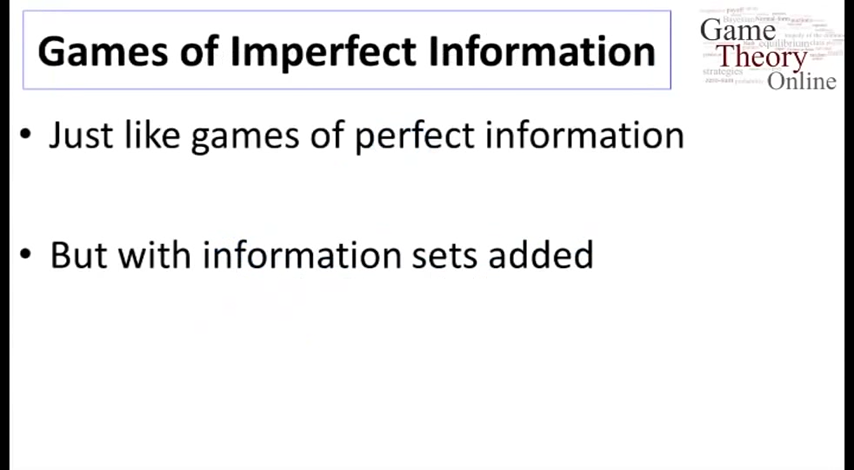 Games of Imperfect Information
Game
Theory
Online
• Just like games of perfect information
• But with information sets added